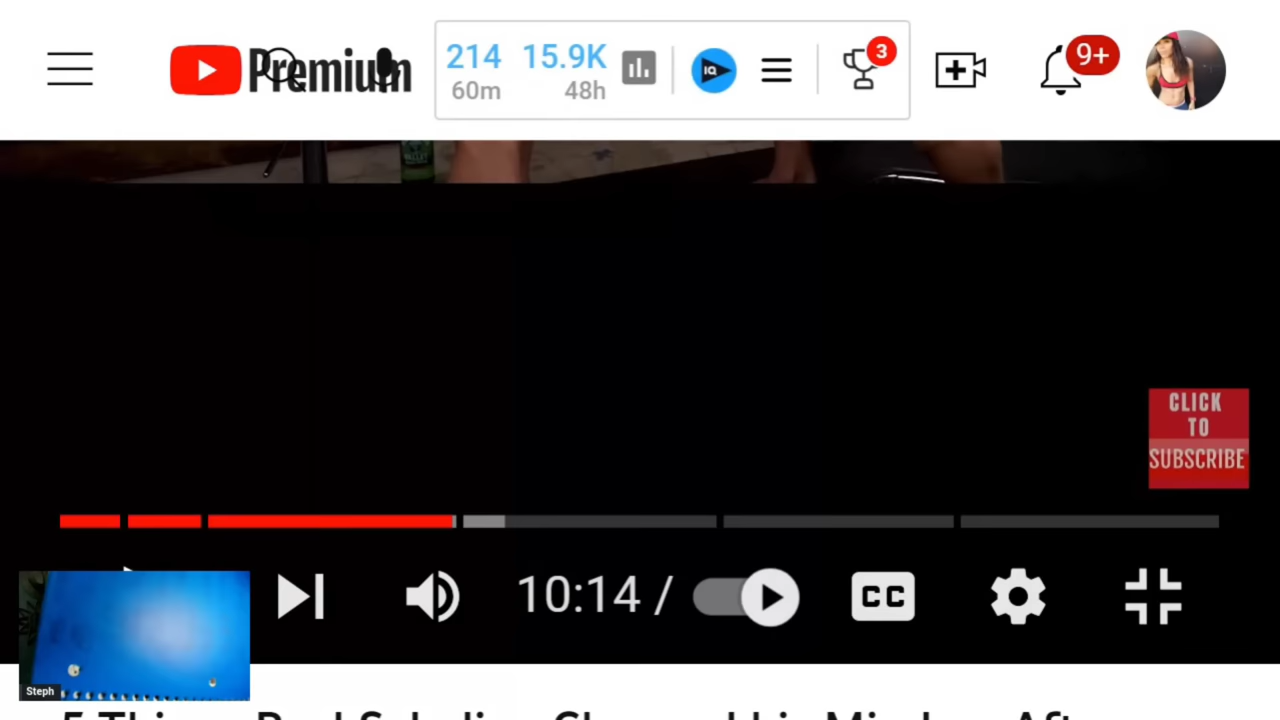 Premium
214 15.9K
60m 48h
IQ
3
9+
CLICK
TO
SUBSCRIBE
10:14 /
CC
Steph